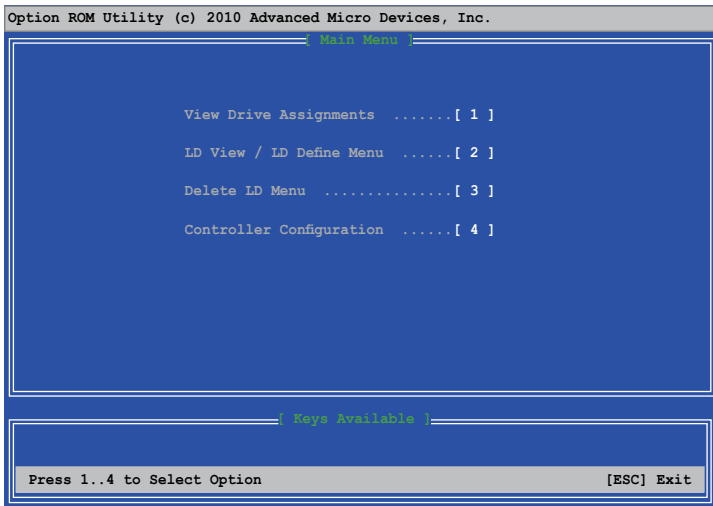 Option ROM Utility (c) 2010 Advanced Micro Devices, Inc.
[ Main Menu ]
View Drive Assignments .......[ 1 ]
LD View / LD Define Menu ......[ 2 ]
Delete LD Menu ...............[ 3 ]
Controller Configuration ......[ 4 ]
[ Keys Available ]
Press 1..4 to Select Option [ESC] Exit